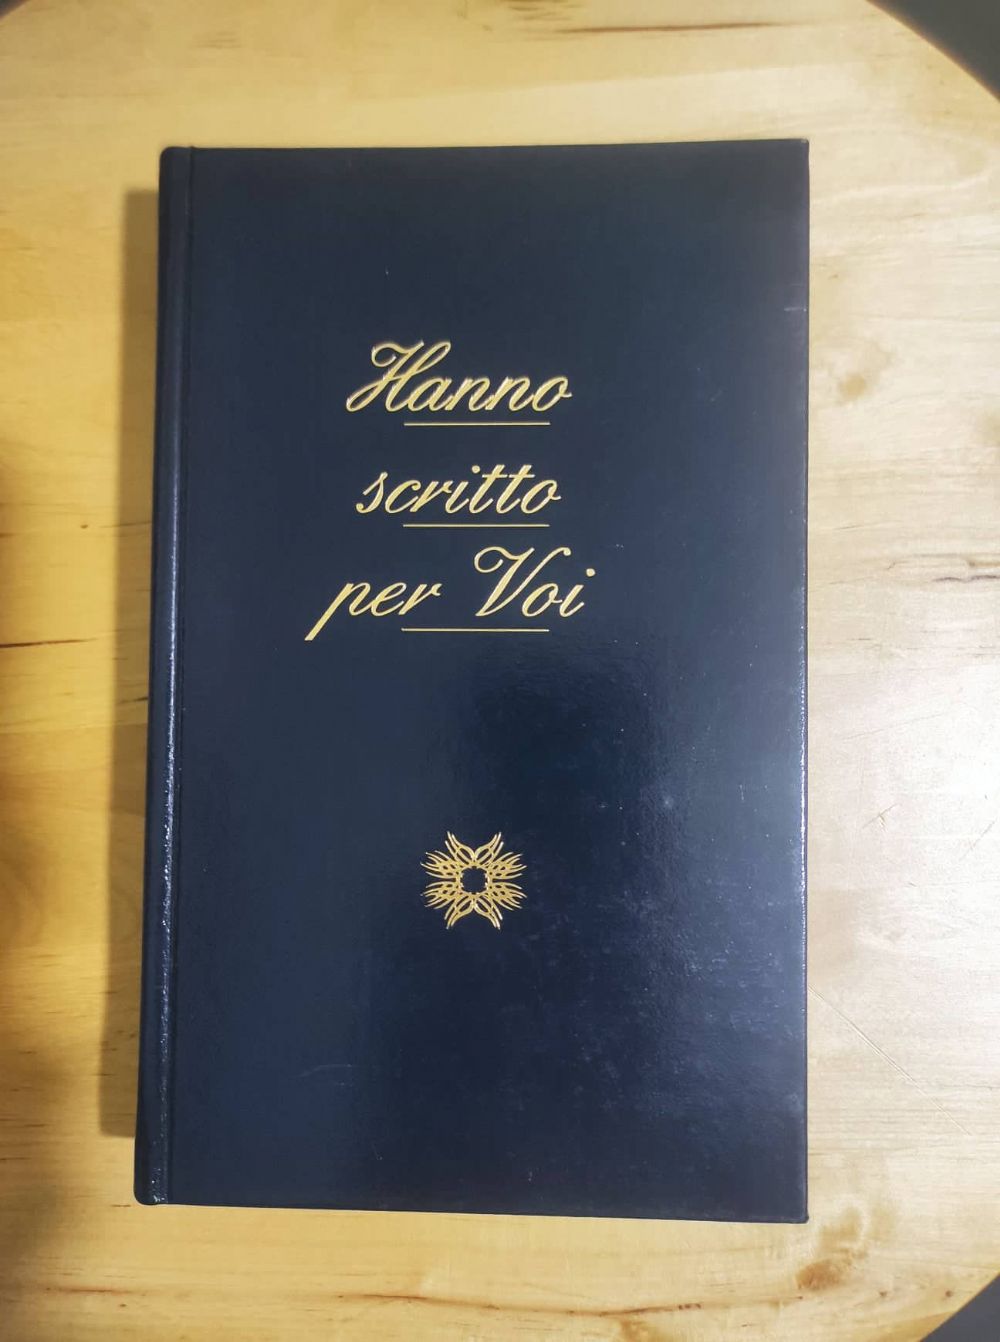 Hanno
scritto
per Voi